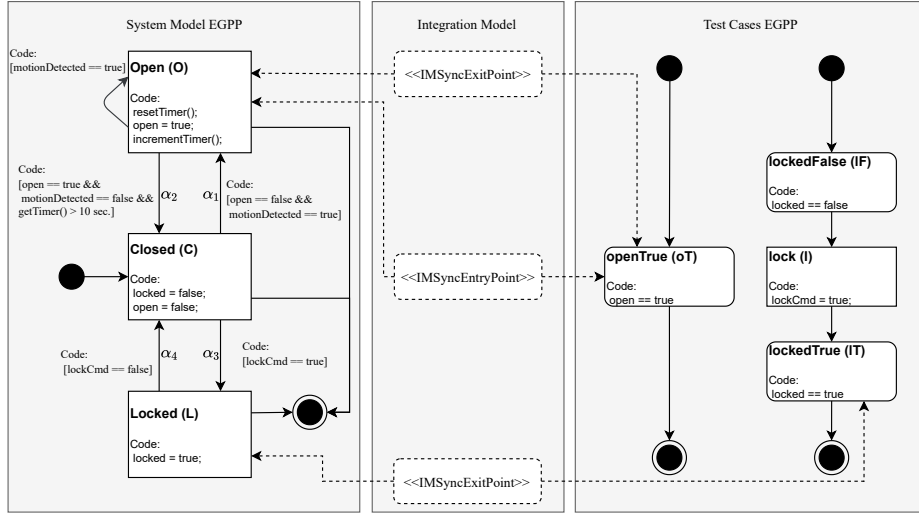 System Model EGPP
Integration Model
Test Cases EGPP
Code:
[motionDetected == true]
Open (O)
Code:
resetTimer();
open = true;
incrementTimer();
<<IMSyncExitPoint>>
Code:
[open == true &&
motionDetected == false &&
getTimer() > 10 sec.]
α2
α1
Code:
[open == false &&
motionDetected == true]
lockedFalse (lF)
Code:
locked == false
Closed (C)
Code:
locked = false;
open = false;
<<IMSyncEntryPoint>>
openTrue (oT)
Code:
open == true
lock (l)
Code:
lockCmd = true;
Code:
[lockCmd == false]
α4
α3
Code:
[lockCmd == true]
lockedTrue (lT)
Code:
locked == true
Locked (L)
Code:
locked = true;
<<IMSyncExitPoint>>